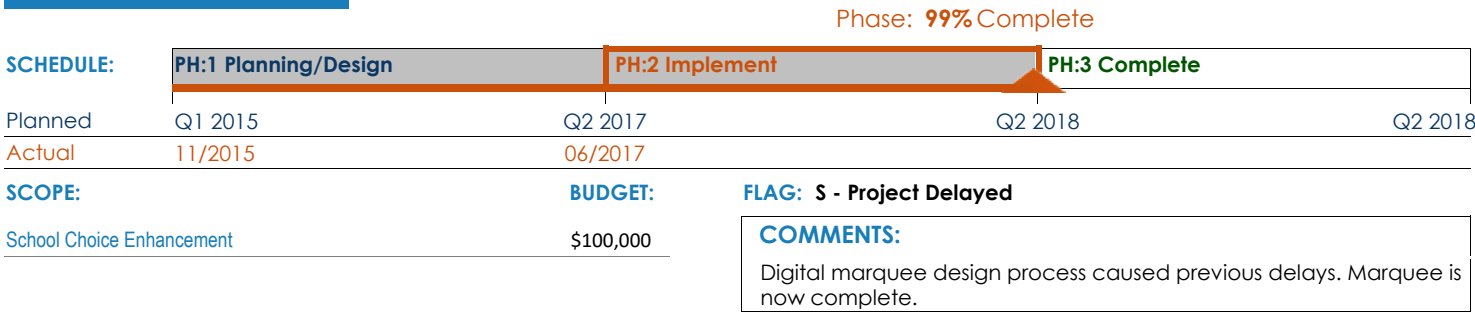 Phase: 99% Complete
SCHEDULE: PH:1 Planning/Design PH:2 Implement PH:3 Complete
Planned Q1 2015 Q2 2017 Q2 2018 Q2 2018
Actual 11/2015 06/2017
SCOPE: BUDGET: FLAG: S - Project Delayed
School Choice Enhancement $100,000
COMMENTS:
Digital marquee design process caused previous delays. Marquee is
now complete.